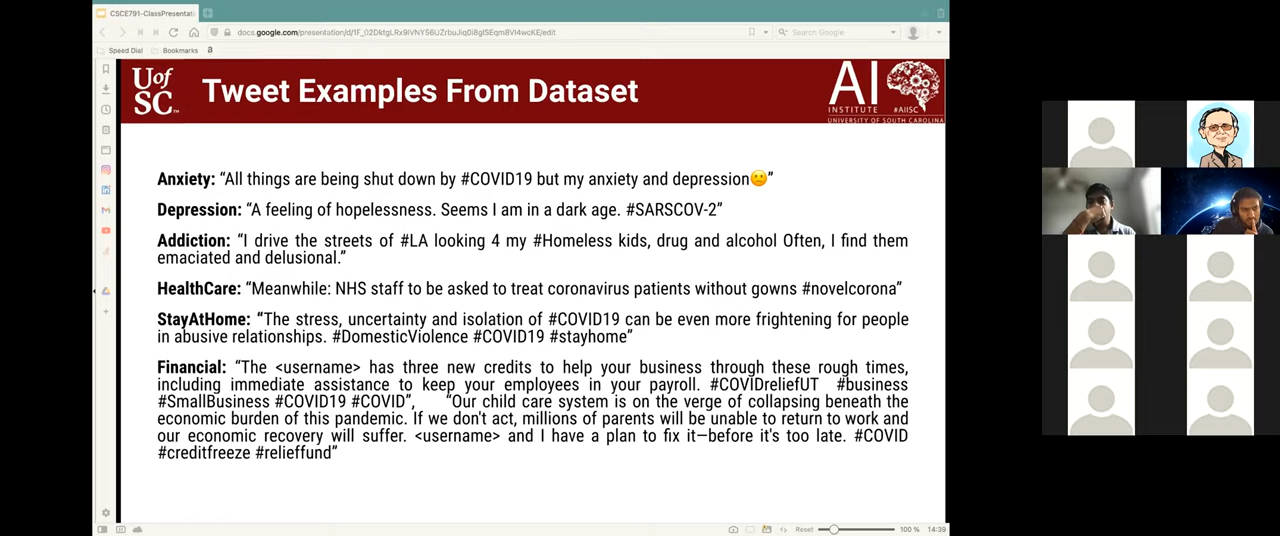 CSCE791-ClassPresentati
docs.google.com/presentation/d/
Search Google
Speed Dial
Bookmarks
a
U of
SC
Tweet Examples From Dataset
AI
INSTITUTE #AIISC
UNIVERSITY OF SOUTH CAROLINA
Anxiety: “All things are being shut down by #COVID19 but my anxiety and depression🙁”
Depression: “A feeling of hopelessness. Seems I am in a dark age. #SARSCOV-2”
Addiction: “I drive the streets of #LA looking 4 my #Homeless kids, drug and alcohol Often, I find them
emaciated and delusional.”
HealthCare: “Meanwhile: NHS staff to be asked to treat coronavirus patients without gowns #novelcorona”
StayAtHome: “The stress, uncertainty and isolation of #COVID19 can be even more frightening for people
in abusive relationships. #DomesticViolence #COVID19 #stayhome”
Financial: “The <username> has three new credits to help your business through these rough times,
including immediate assistance to keep your employees in your payroll. #COVIDreliefUT #business
#SmallBusiness #COVID19 #COVID”, “Our child care system is on the verge of collapsing beneath the
economic burden of this pandemic. If we don't act, millions of parents will be unable to return to work and
our economic recovery will suffer. <username> and I have a plan to fix it—before it's too late. #COVID
#creditfreeze #relieffund”
Reset
100 %
14:39